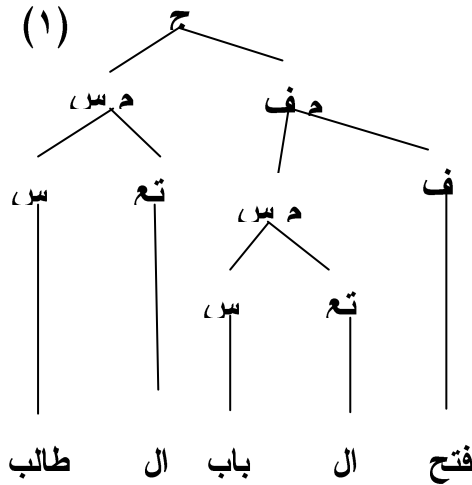 (١)
ج
م ف م س
ف تع س
م س
تع س
فتح ال باب ال طالب